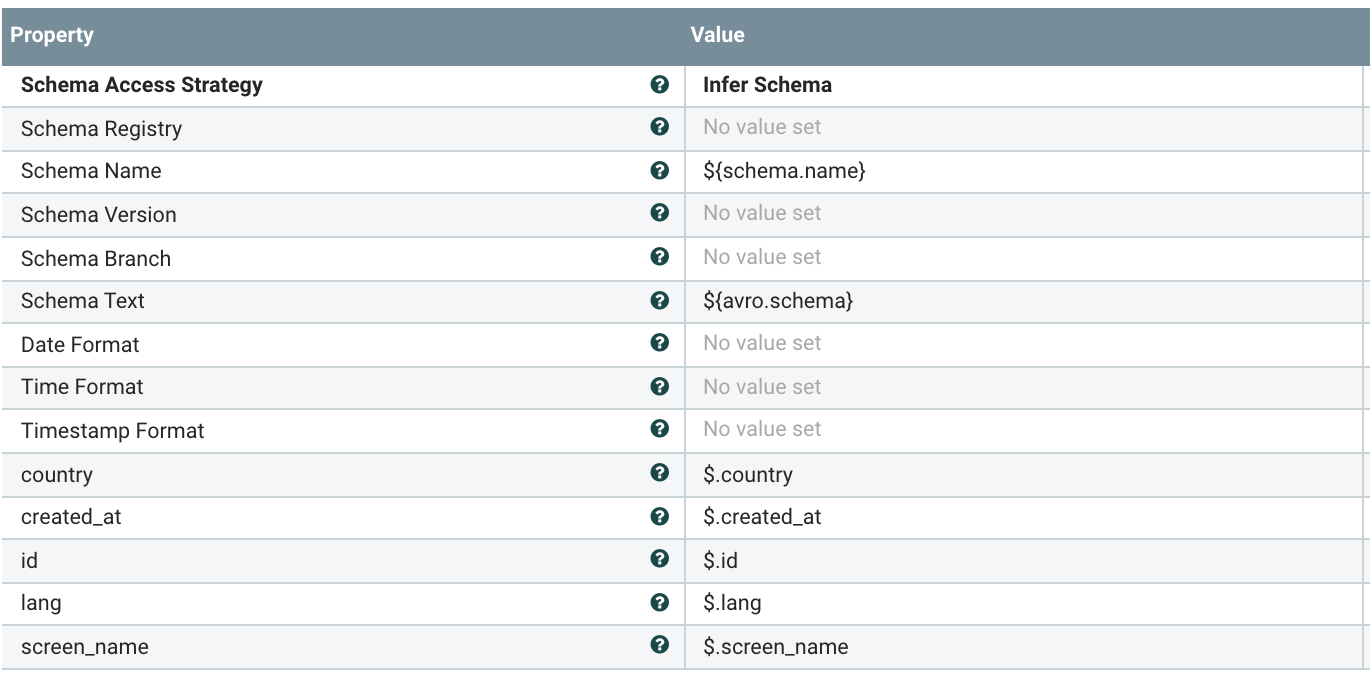 Property Value
Schema Access Strategy ? Infer Schema
Schema Registry ? No value set
Schema Name ? ${schema.name}
Schema Version ? No value set
Schema Branch ? No value set
Schema Text ? ${avro.schema}
Date Format ? No value set
Time Format ? No value set
Timestamp Format ? No value set
country ? $.country
created_at ? $.created_at
id ? $.id
lang ? $.lang
screen_name ? $.screen_name